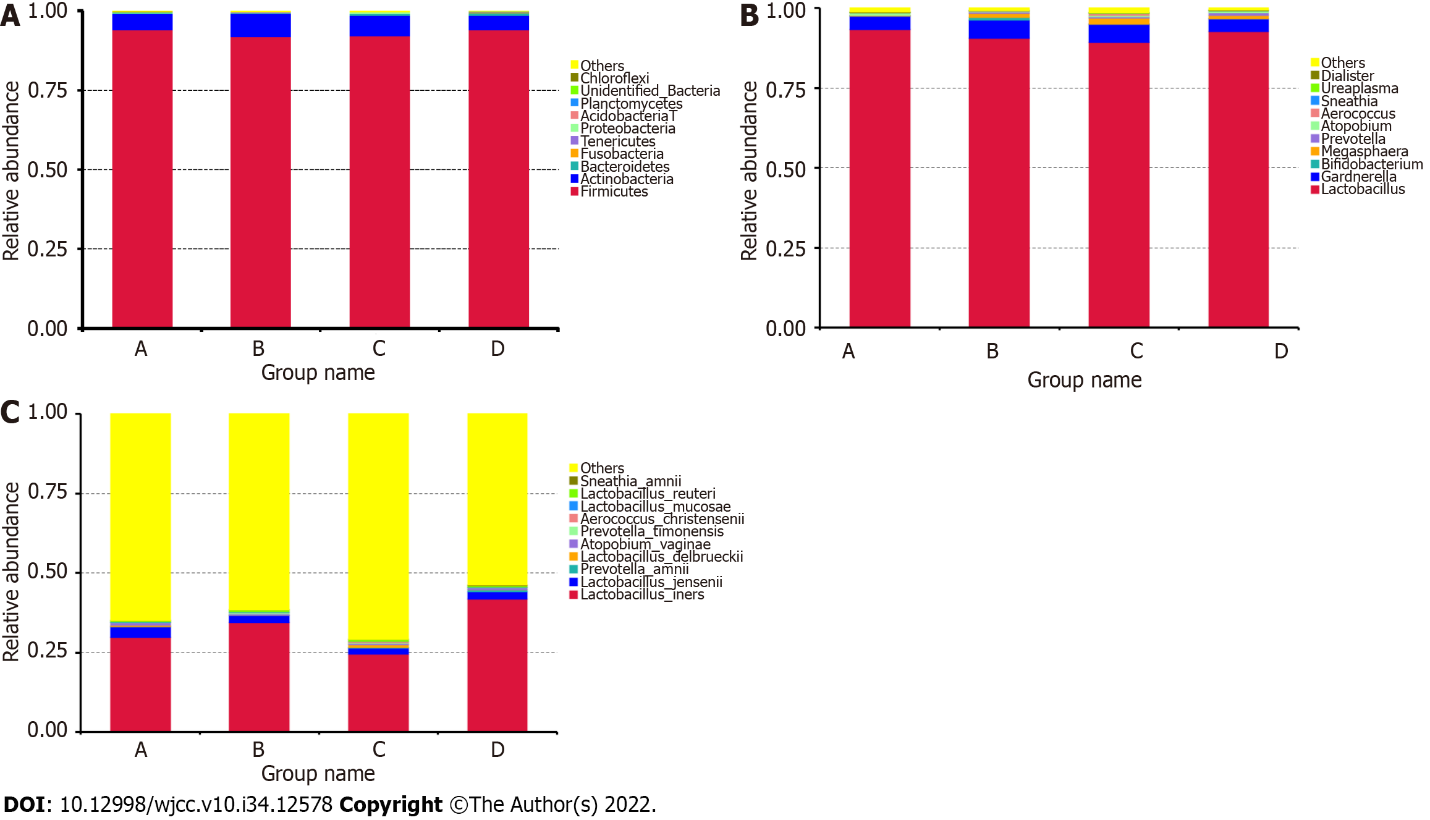 A
Relative abundance
1.00
0.75
0.50
0.25
0.00
A B C D
Group name
Others
Chloroflexi
Unidentified_Bacteria
Planctomycetes
AcidobacteriaT
Proteobacteria
Tenericutes
Fusobacteria
Bacteroidetes
Actinobacteria
Firmicutes
B
Relative abundance
1.00
0.75
0.50
0.25
0.00
A B C D
Group name
Others
Dialister
Ureaplasma
Sneathia
Aerococcus
Atopobium
Prevotella
Megasphaera
Bifidobacterium
Gardnerella
Lactobacillus
C
Relative abundance
1.00
0.75
0.50
0.25
0.00
A B C D
Group name
Others
Sneathia_amnii
Lactobacillus_reuteri
Lactobacillus_mucosae
Aerococcus_christensenii
Prevotella_timonensis
Atopobium_vaginae
Lactobacillus_delbrueckii
Prevotella_amnii
Lactobacillus_jensenii
Lactobacillus_iners
DOI: 10.12998/wjcc.v10.i34.12578 Copyright ©The Author(s) 2022.